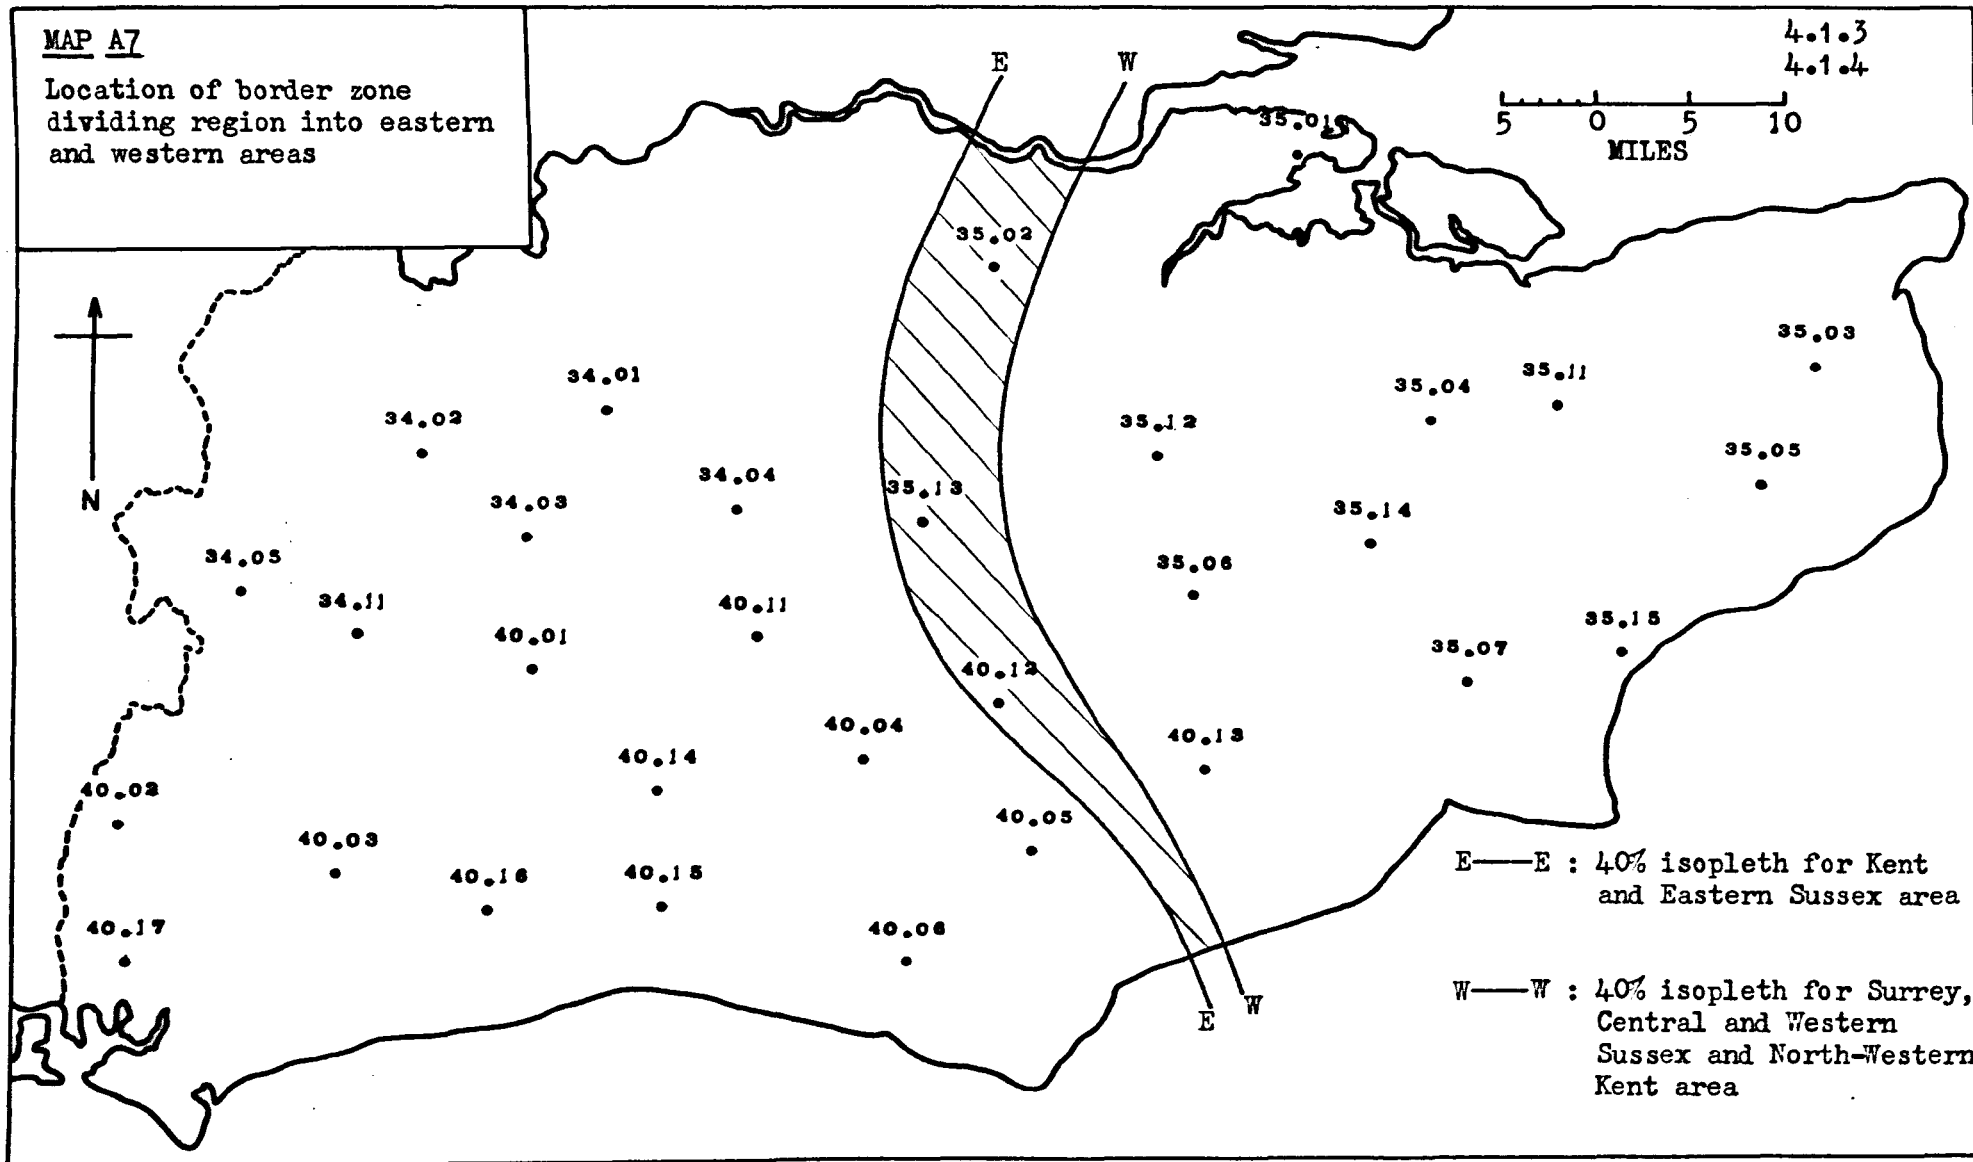 MAP A7
Location of border zone
dividing region into eastern
and western areas
4.1.3
4.1.4
E
W
5 0 5 10
MILES
35.01
35.02
35.03
34.01
35.11
35.04
34.02
35.12
35.05
34.04
35.13
34.03
N
35.14
34.05
35.06
34.11
40.11
35.15
40.01
35.07
40.12
40.04
40.13
40.14
40.02
40.05
40.03
40.16
40.15
40.17
40.06
E——E : 40% isopleth for Kent
and Eastern Sussex area
W——W : 40% isopleth for Surrey,
Central and Western
Sussex and North-Western
Kent area
E
W